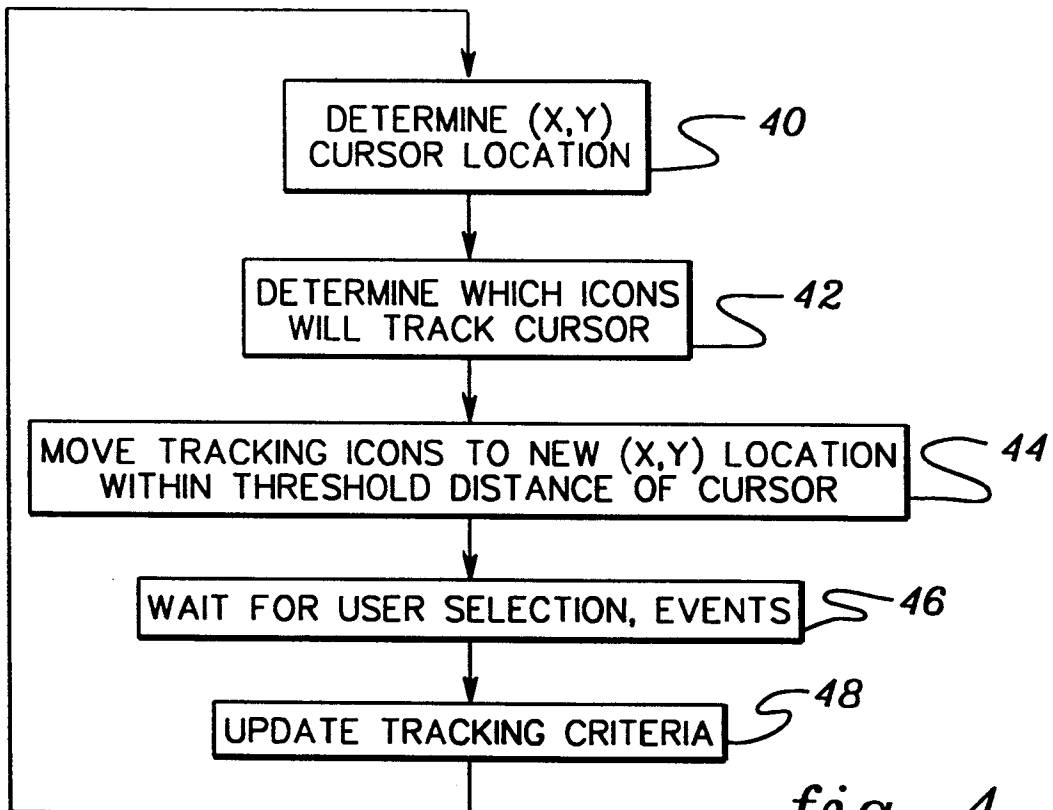 DETERMINE (X,Y)
CURSOR LOCATION
40
DETERMINE WHICH ICONS
WILL TRACK CURSOR
42
MOVE TRACKING ICONS TO NEW (X,Y) LOCATION
WITHIN THRESHOLD DISTANCE OF CURSOR
44
WAIT FOR USER SELECTION, EVENTS
46
UPDATE TRACKING CRITERIA
48
fig. 4